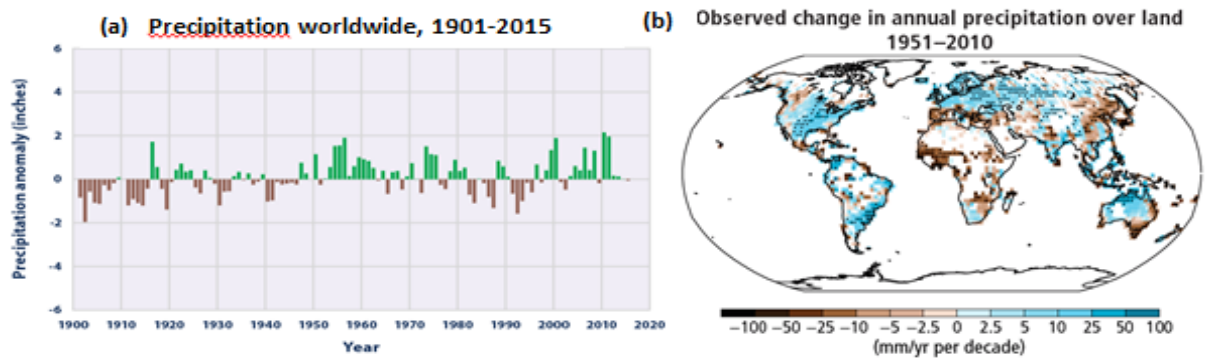 (a) Precipitation worldwide, 1901-2015
Precipitation anomaly (inches)
6
4
2
0
-2
-4
-6
1900 1910 1920 1930 1940 1950 1960 1970 1980 1990 2000 2010 2020
Year
(b) Observed change in annual precipitation over land
1951–2010
−100 −50 −25 −10 −5 −2.5 0 2.5 5 10 25 50 100
(mm/yr per decade)